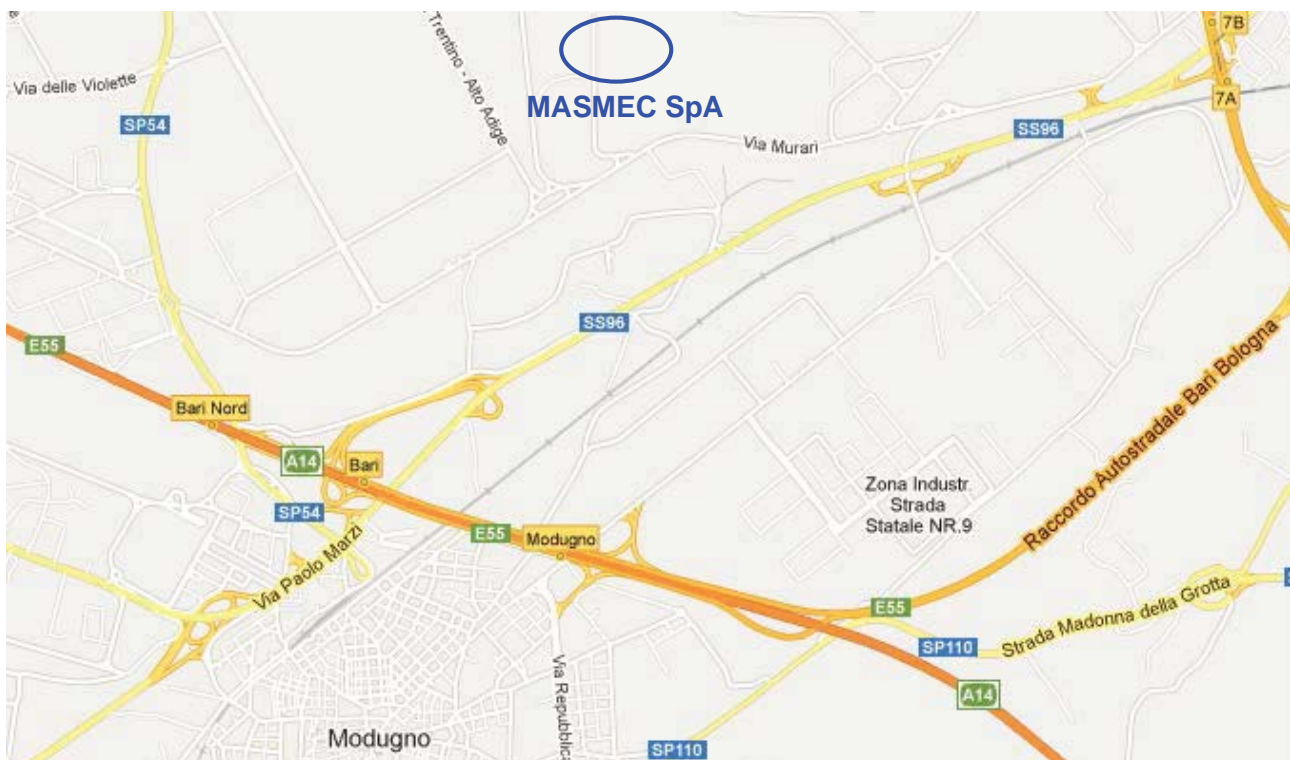 7B
Trentino - Alto Adige
Via delle Violette
7A
MASMEC SpA
SP54
SS96
Via Murari
SS96
E55
Raccordo Autostradale Bari Bologna
Bari Nord
A14
Bari
Zona Industr.
Strada
Statale NR.9
SP54
E55
Modugno
Via Paolo Marzi
E55
Strada Madonna della Grotta
SP110
Via Repubblica
A14
Modugno
SP110